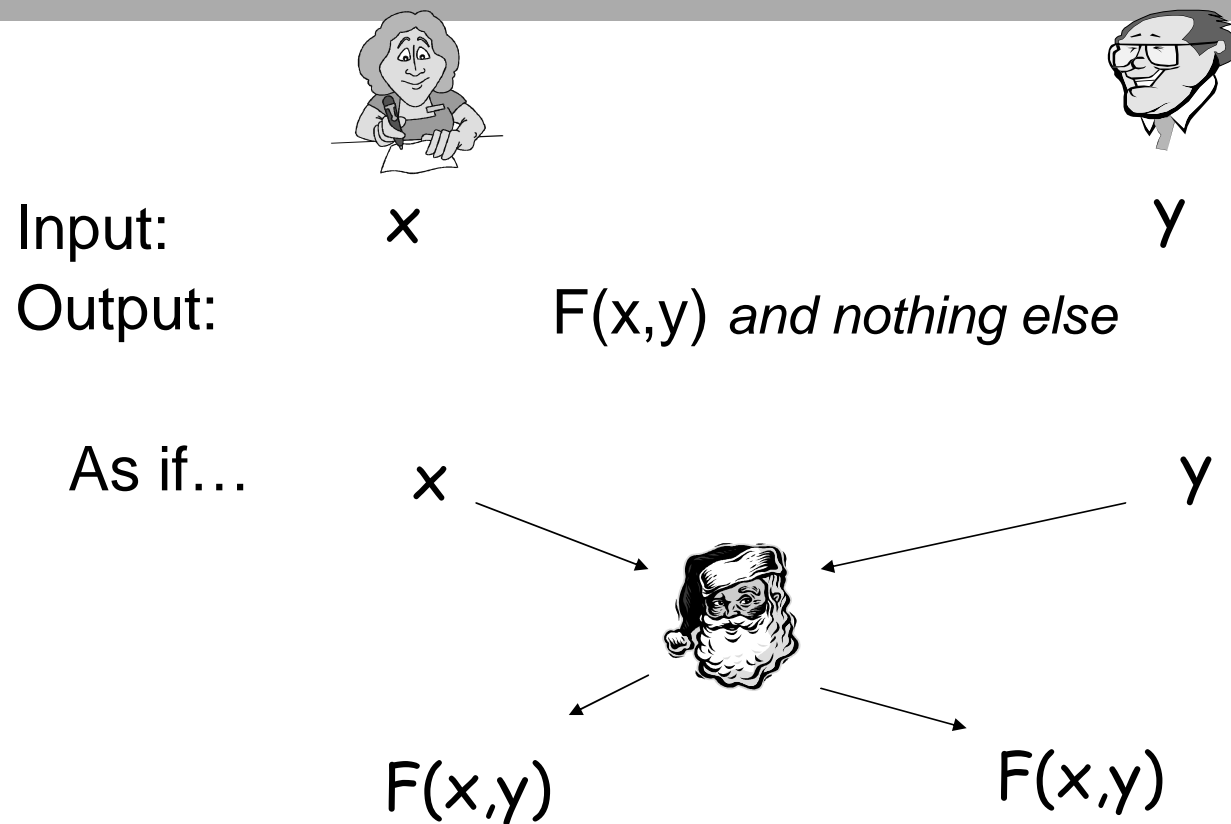 Input: x y
Output: F(x,y) and nothing else
As if… x y
F(x,y) F(x,y)